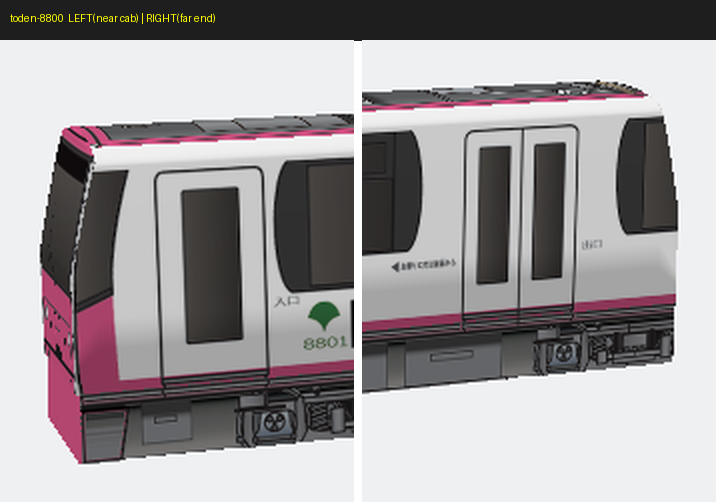 toden-8800 LEFT(near cab) | RIGHT(far end)
入口
8801
出口